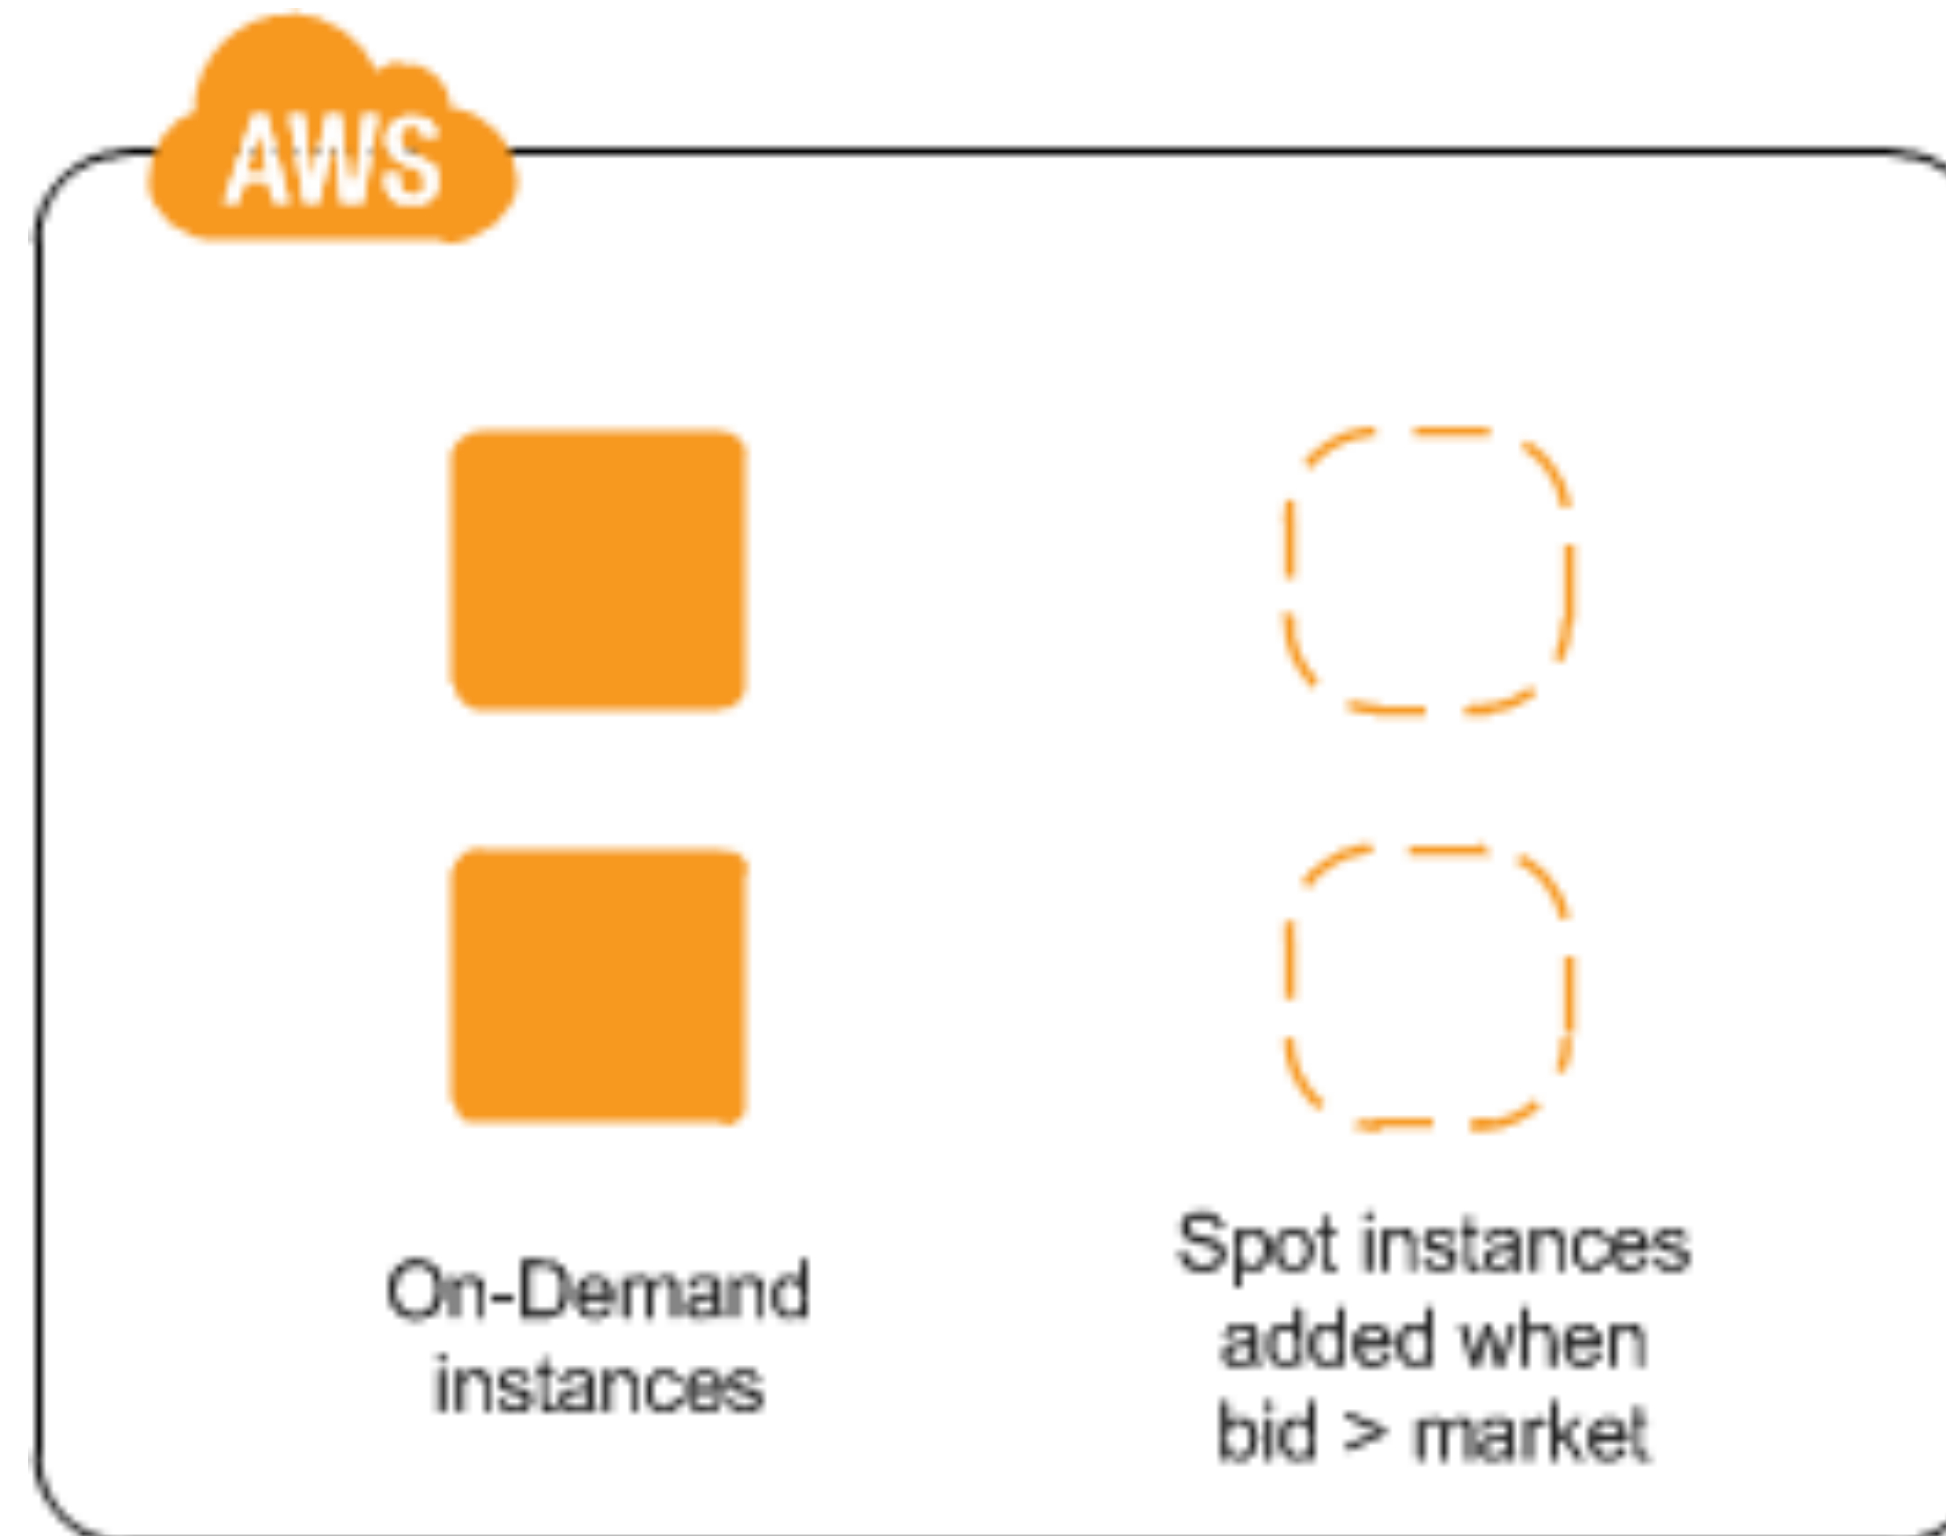 AWS
On-Demand
instances
Spot instances
added when
bid > market